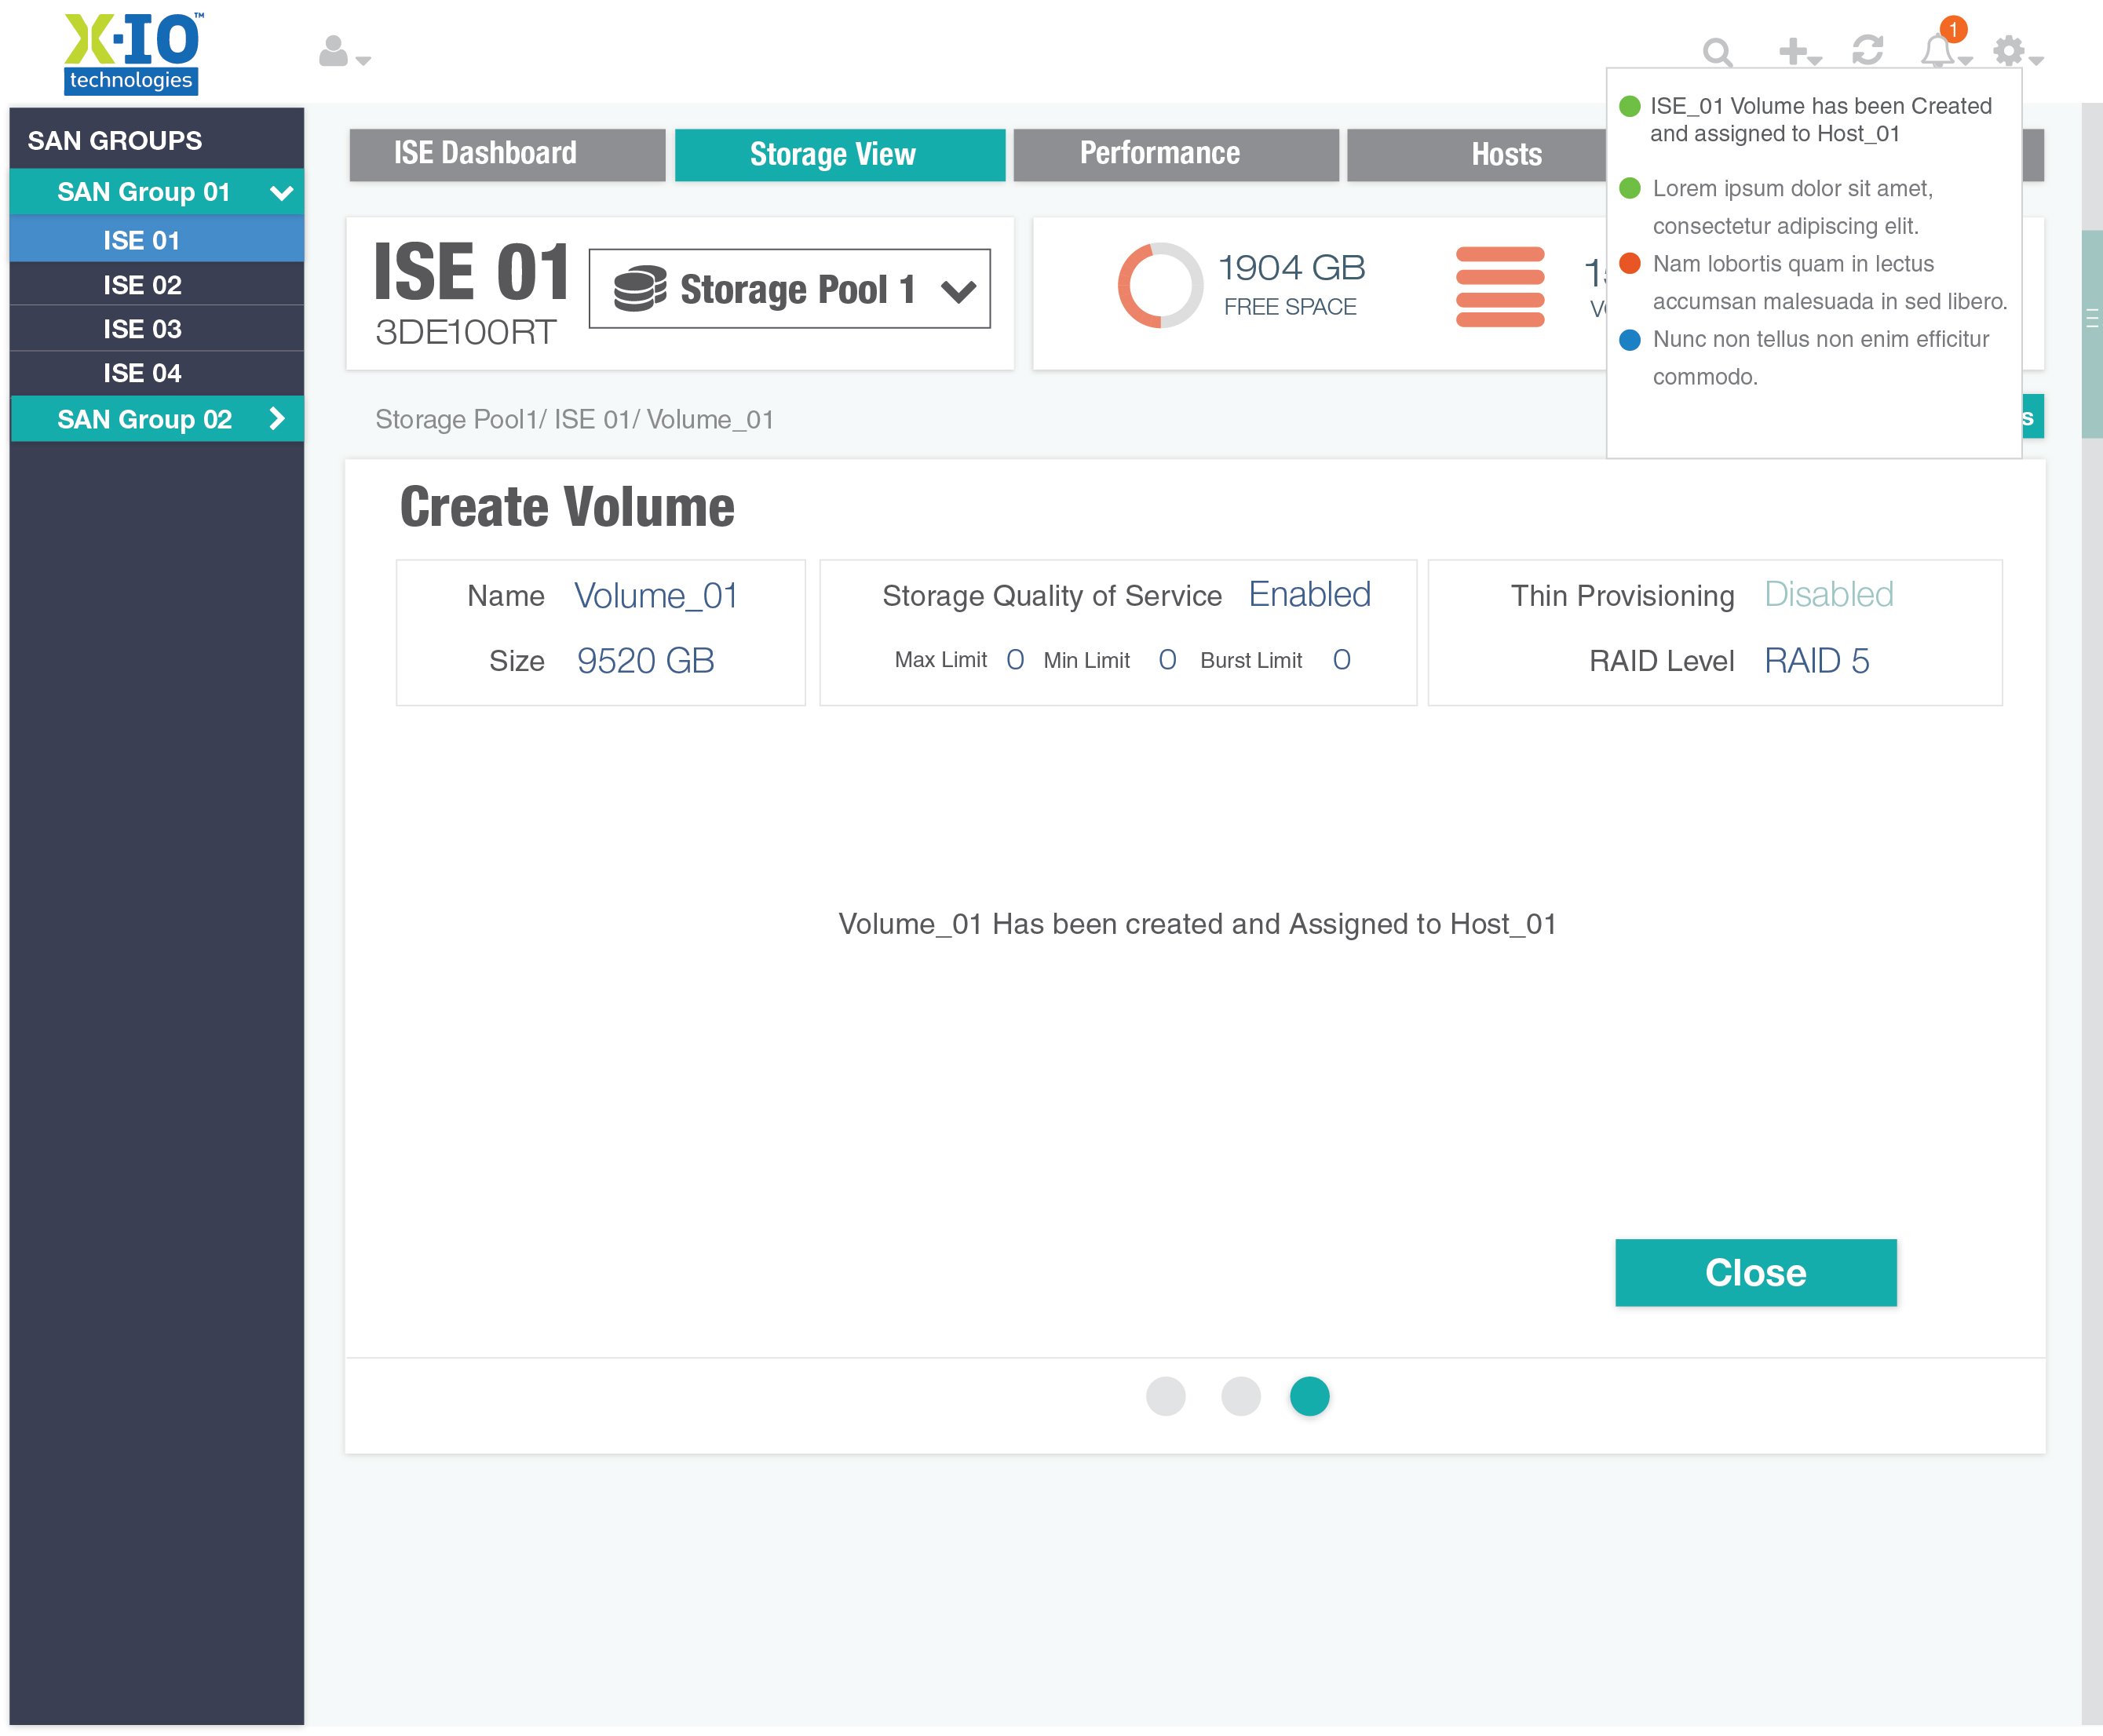 X-IO™
technologies
1
SAN GROUPS
SAN Group 01
ISE 01
ISE 02
ISE 03
ISE 04
SAN Group 02
ISE Dashboard
Storage View
Performance
Hosts
ISE_01 Volume has been Created
and assigned to Host_01
Lorem ipsum dolor sit amet,
consectetur adipiscing elit.
Nam lobortis quam in lectus
accumsan malesuada in sed libero.
Nunc non tellus non enim efficitur
commodo.
ISE 01
3DE100RT
Storage Pool 1
1904 GB
FREE SPACE
Storage Pool1/ ISE 01/ Volume_01
Create Volume
Name Volume_01
Size 9520 GB
Storage Quality of Service Enabled
Max Limit 0 Min Limit 0 Burst Limit 0
Thin Provisioning Disabled
RAID Level RAID 5
Volume_01 Has been created and Assigned to Host_01
Close